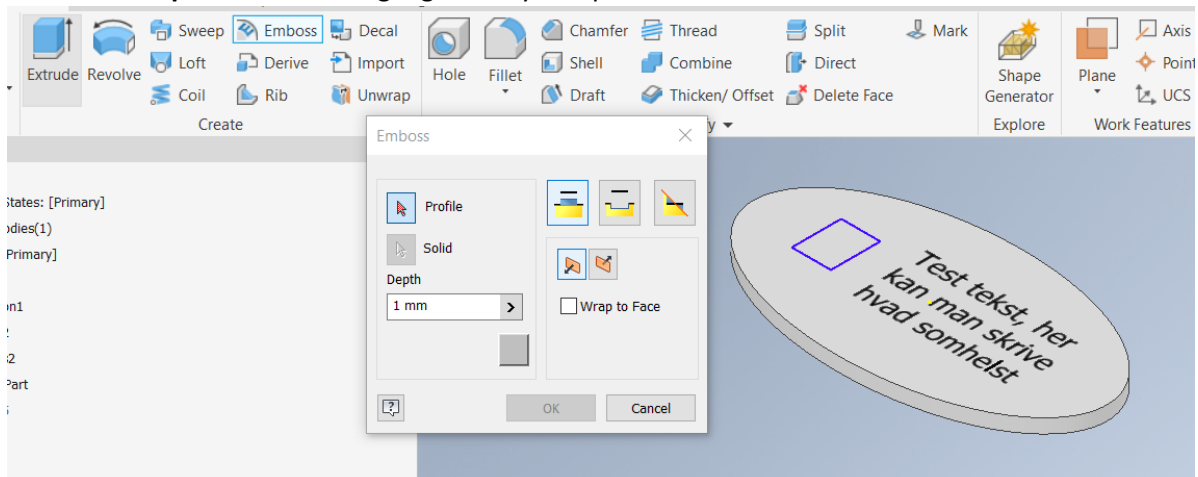 Sweep Emboss Decal Chamfer Thread Split Mark Axis
Extrude Revolve Loft Derive Import Hole Fillet Shell Combine Direct Shape Generator Plane Point
Coil Rib Unwrap Draft Thicken/ Offset Delete Face UCS
Create Explore Work Features
Emboss
States: [Primary]
Profile
Solid
Primary]
Depth
1 mm
Wrap to Face
Part
OK Cancel
Test tekst, her
kan man skrive
hvad somhelst